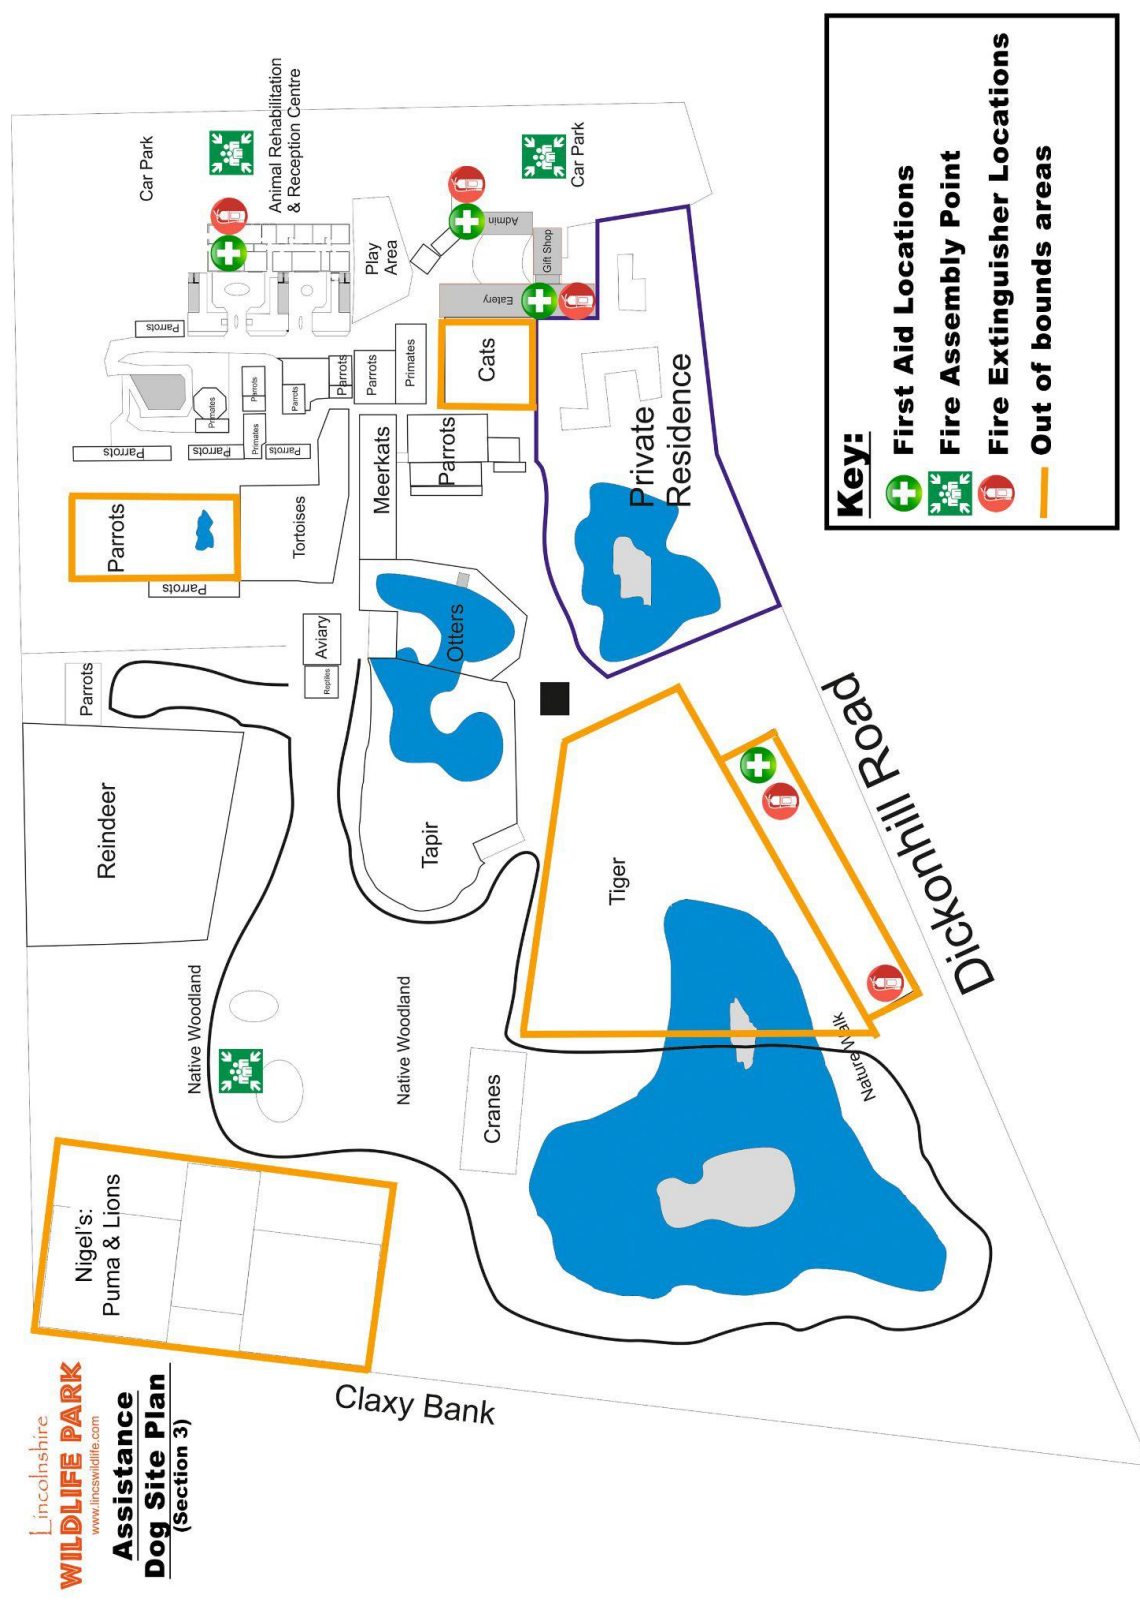 Lincolnshire
WILDLIFE PARK
www.lincswildlife.com
Assistance
Dog Site Plan
(Section 3)
Key:
First Aid Locations
Fire Assembly Point
Fire Extinguisher Locations
Out of bounds areas
Nigel's:
Puma & Lions
Claxy Bank
Native Woodland
Native Woodland
Cranes
Nature Walk
Reindeer
Tapir
Tiger
Dickonhill Road
Parrots
Reptiles
Aviary
Otters
Parrots
Parrots
Tortoises
Meerkats
Parrots
Private
Residence
Parrots
Parrots
Primates
Parrots
Primates
Parrots
Parrots
Parrots
Parrots
Primates
Cats
Parrots
Eatery
Gift Shop
Admin
Play
Area
Animal Rehabilitation
& Reception Centre
Car Park
Car Park